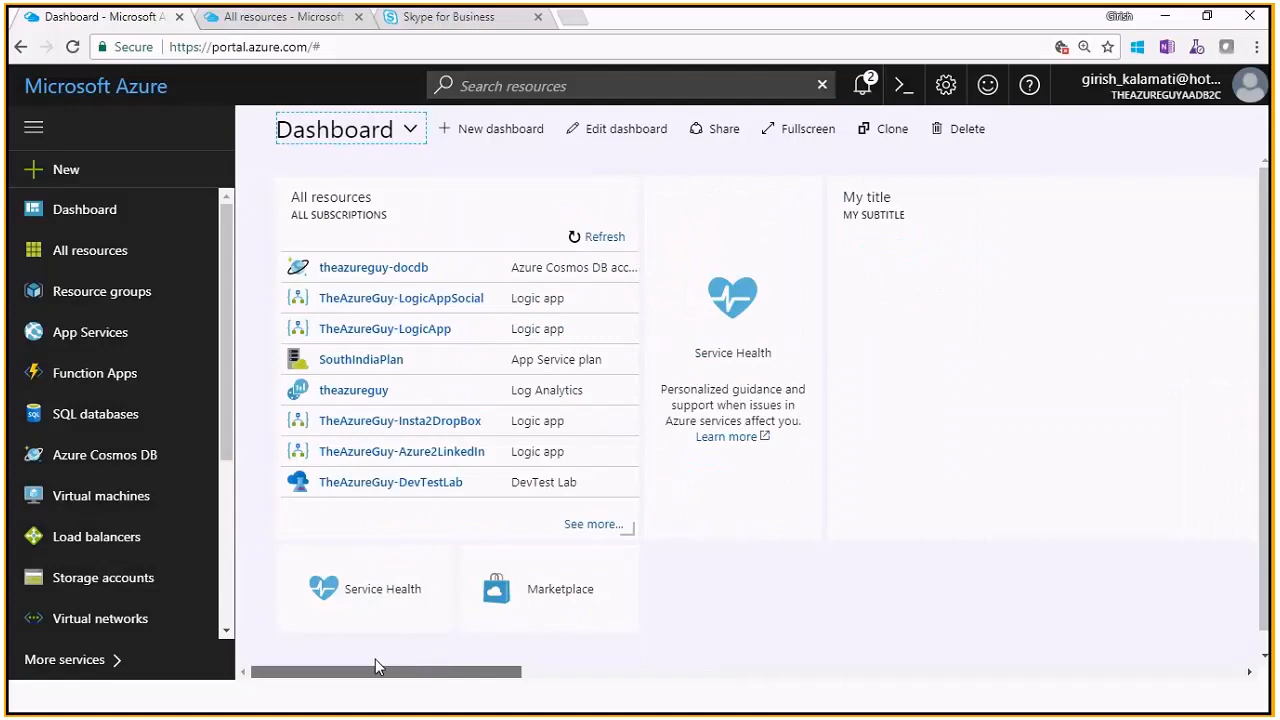 Dashboard - Microsoft A
All resources - Microsoft
Skype for Business
Girish
Secure
https://portal.azure.com/#
Microsoft Azure
Search resources
2
girish_kalamati@hot...
THEAZUREGUYAADB2C
Dashboard
New dashboard
Edit dashboard
Share
Fullscreen
Clone
Delete
New
Dashboard
All resources
Resource groups
App Services
Function Apps
SQL databases
Azure Cosmos DB
Virtual machines
Load balancers
Storage accounts
Virtual networks
More services
All resources
ALL SUBSCRIPTIONS
Refresh
theazureguy-docdb Azure Cosmos DB acc...
TheAzureGuy-LogicAppSocial Logic app
TheAzureGuy-LogicApp Logic app
SouthIndiaPlan App Service plan
theazureguy Log Analytics
TheAzureGuy-Insta2DropBox Logic app
TheAzureGuy-Azure2LinkedIn Logic app
TheAzureGuy-DevTestLab DevTest Lab
See more...
Service Health
Personalized guidance and
support when issues in
Azure services affect you.
Learn more
My title
MY SUBTITLE
Service Health
Marketplace